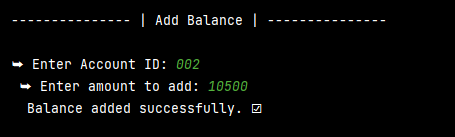 --------------- | Add Balance | ---------------
➥ Enter Account ID: 002
➥ Enter amount to add: 10500
Balance added successfully. ☑